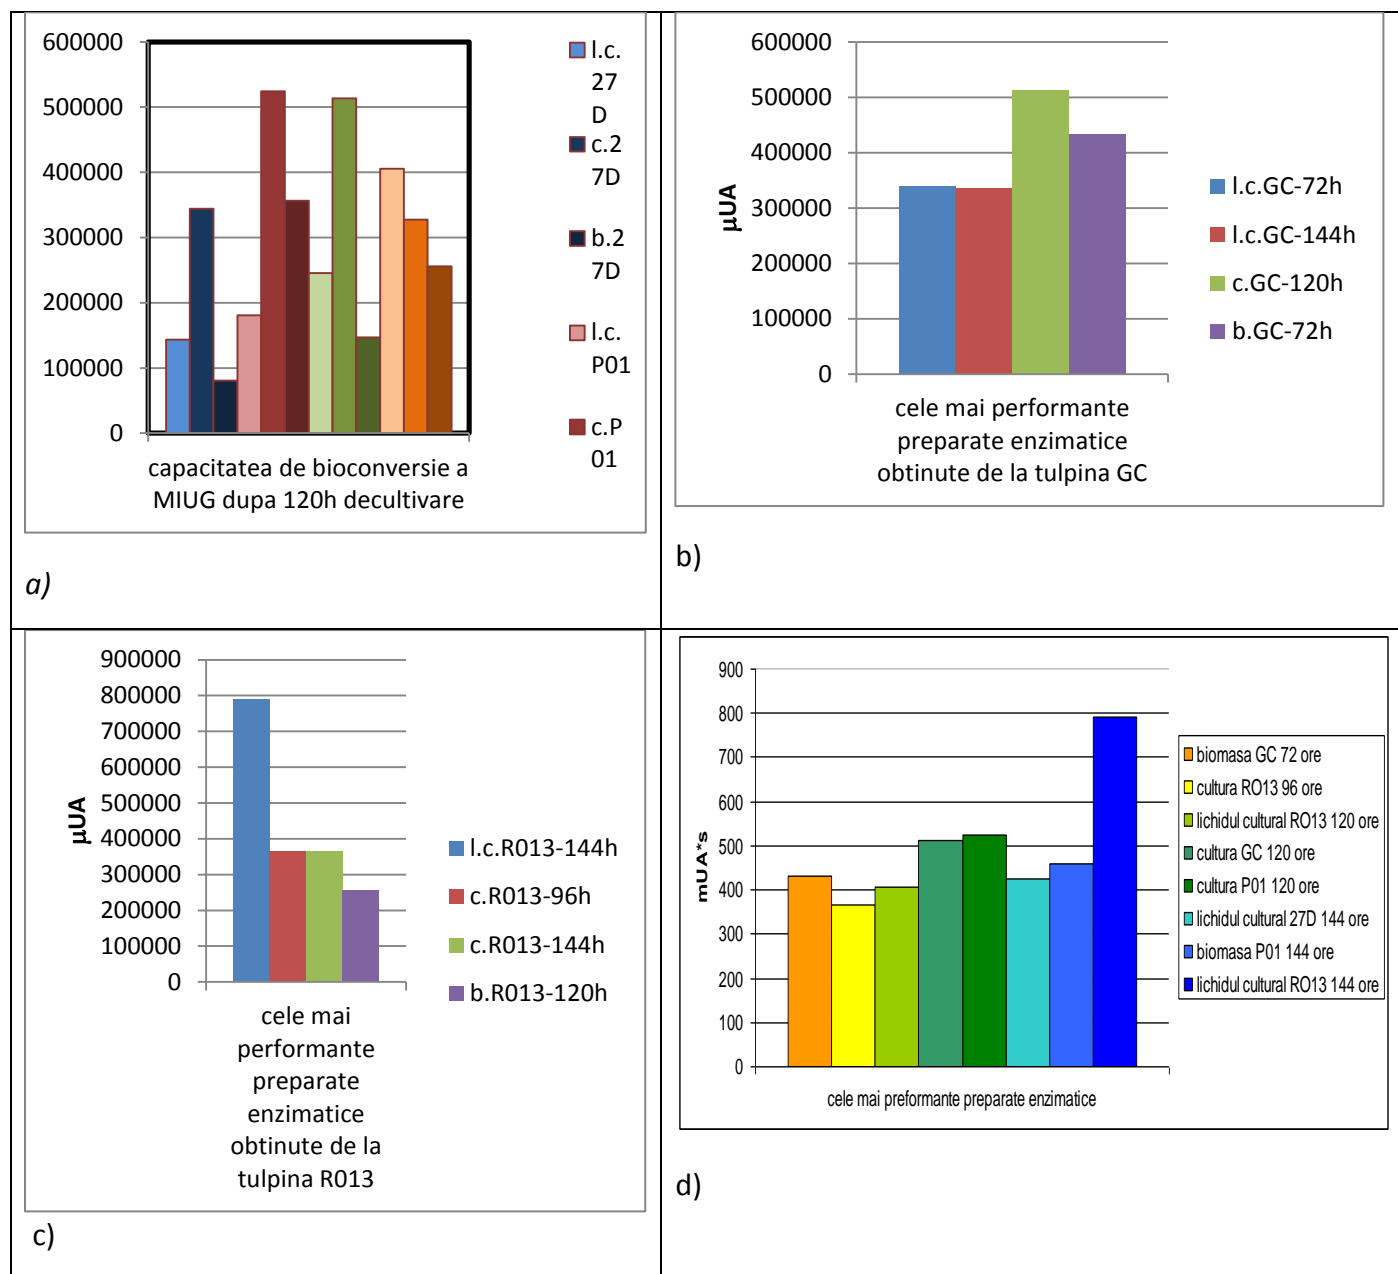 600000
500000
400000
300000
200000
100000
0
l.c.
27
D
c.2
7D
b.2
7D
l.c.
P01
c.P
01
capacitatea de bioconversie a
MIUG dupa 120h decultivare
a)
600000
500000
400000
300000
200000
100000
0
µUA
l.c.GC-72h
l.c.GC-144h
c.GC-120h
b.GC-72h
cele mai performante
preparate enzimatice
obtinute de la tulpina GC
b)
900000
800000
700000
600000
500000
400000
300000
200000
100000
0
µUA
l.c.R013-144h
c.R013-96h
c.R013-144h
b.R013-120h
cele mai
performante
preparate
enzimatice
obtinute de la
tulpina R013
c)
900
800
700
600
500
400
300
200
100
0
mUA*s
biomasa GC 72 ore
cultura RO13 96 ore
lichidul cultural RO13 120 ore
cultura GC 120 ore
cultura P01 120 ore
lichidul cultural 27D 144 ore
biomasa P01 144 ore
lichidul cultural RO13 144 ore
cele mai preformante preparate enzimatice
d)